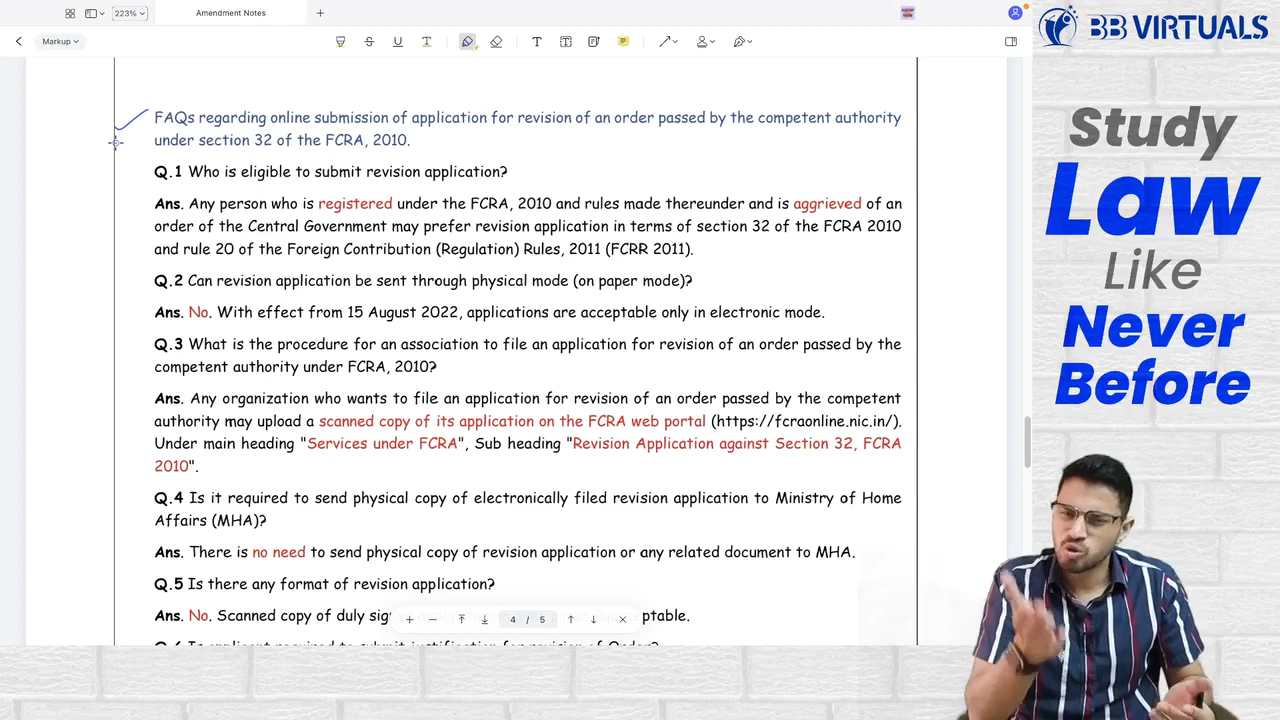 223%
Amendment Notes
Markup
BB VIRTUALS
Study
Law
Like
Never
Before
FAQs regarding online submission of application for revision of an order passed by the competent authority
under section 32 of the FCRA, 2010.
Q.1 Who is eligible to submit revision application?
Ans. Any person who is registered under the FCRA, 2010 and rules made thereunder and is aggrieved of an
order of the Central Government may prefer revision application in terms of section 32 of the FCRA 2010
and rule 20 of the Foreign Contribution (Regulation) Rules, 2011 (FCRR 2011).
Q.2 Can revision application be sent through physical mode (on paper mode)?
Ans. No. With effect from 15 August 2022, applications are acceptable only in electronic mode.
Q.3 What is the procedure for an association to file an application for revision of an order passed by the
competent authority under FCRA, 2010?
Ans. Any organization who wants to file an application for revision of an order passed by the competent
authority may upload a scanned copy of its application on the FCRA web portal (https://fcraonline.nic.in/).
Under main heading "Services under FCRA", Sub heading "Revision Application against Section 32, FCRA
2010".
Q.4 Is it required to send physical copy of electronically filed revision application to Ministry of Home
Affairs (MHA)?
Ans. There is no need to send physical copy of revision application or any related document to MHA.
Q.5 Is there any format of revision application?
Ans. No. Scanned copy of duly sig ptable.
4 / 5